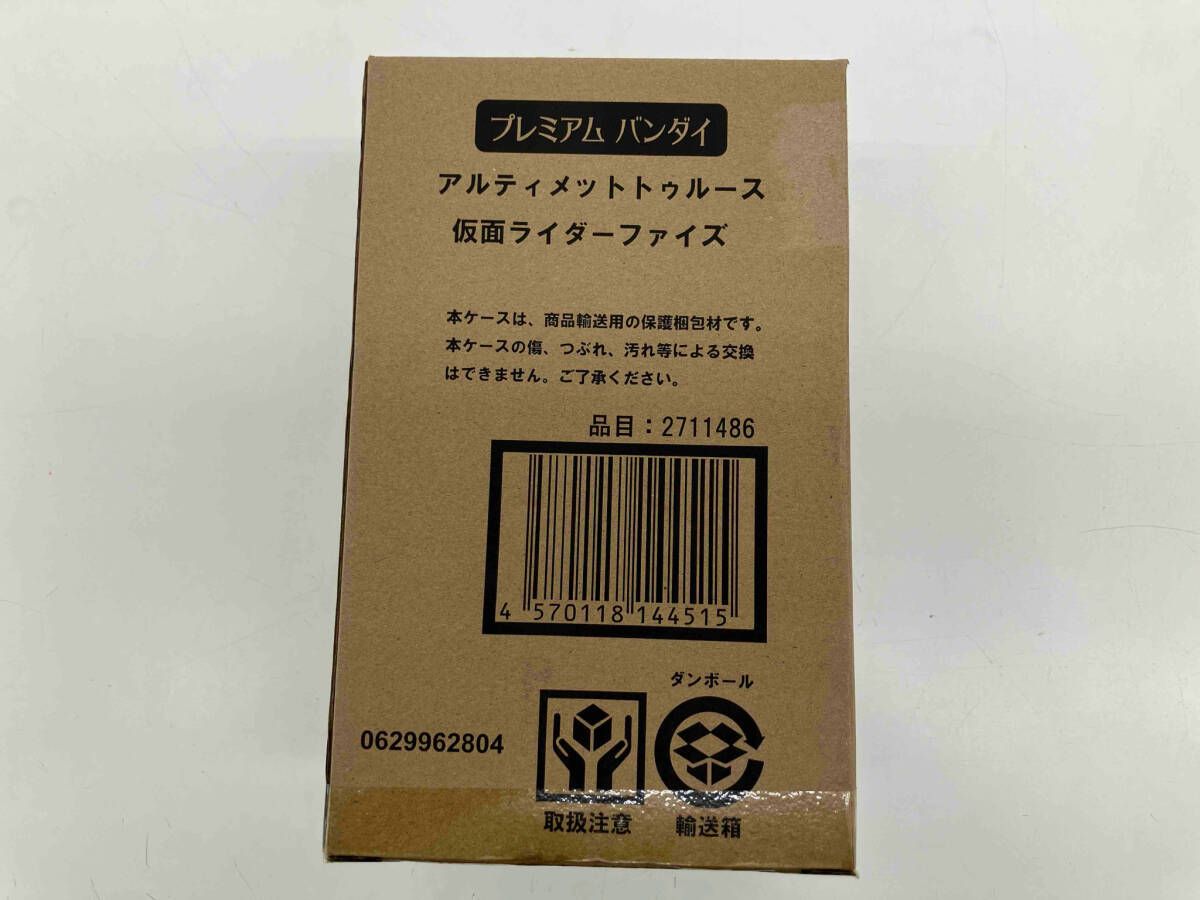 プレミアム バンダイ
アルティメットトゥルース
仮面ライダーファイズ
本ケースは、商品輸送用の保護梱包材です。
本ケースの傷、つぶれ、汚れ等による交換
はできません。ご了承ください。
品目：2711486
4 570118 144515
ダンボール
0629962804
取扱注意 輸送箱